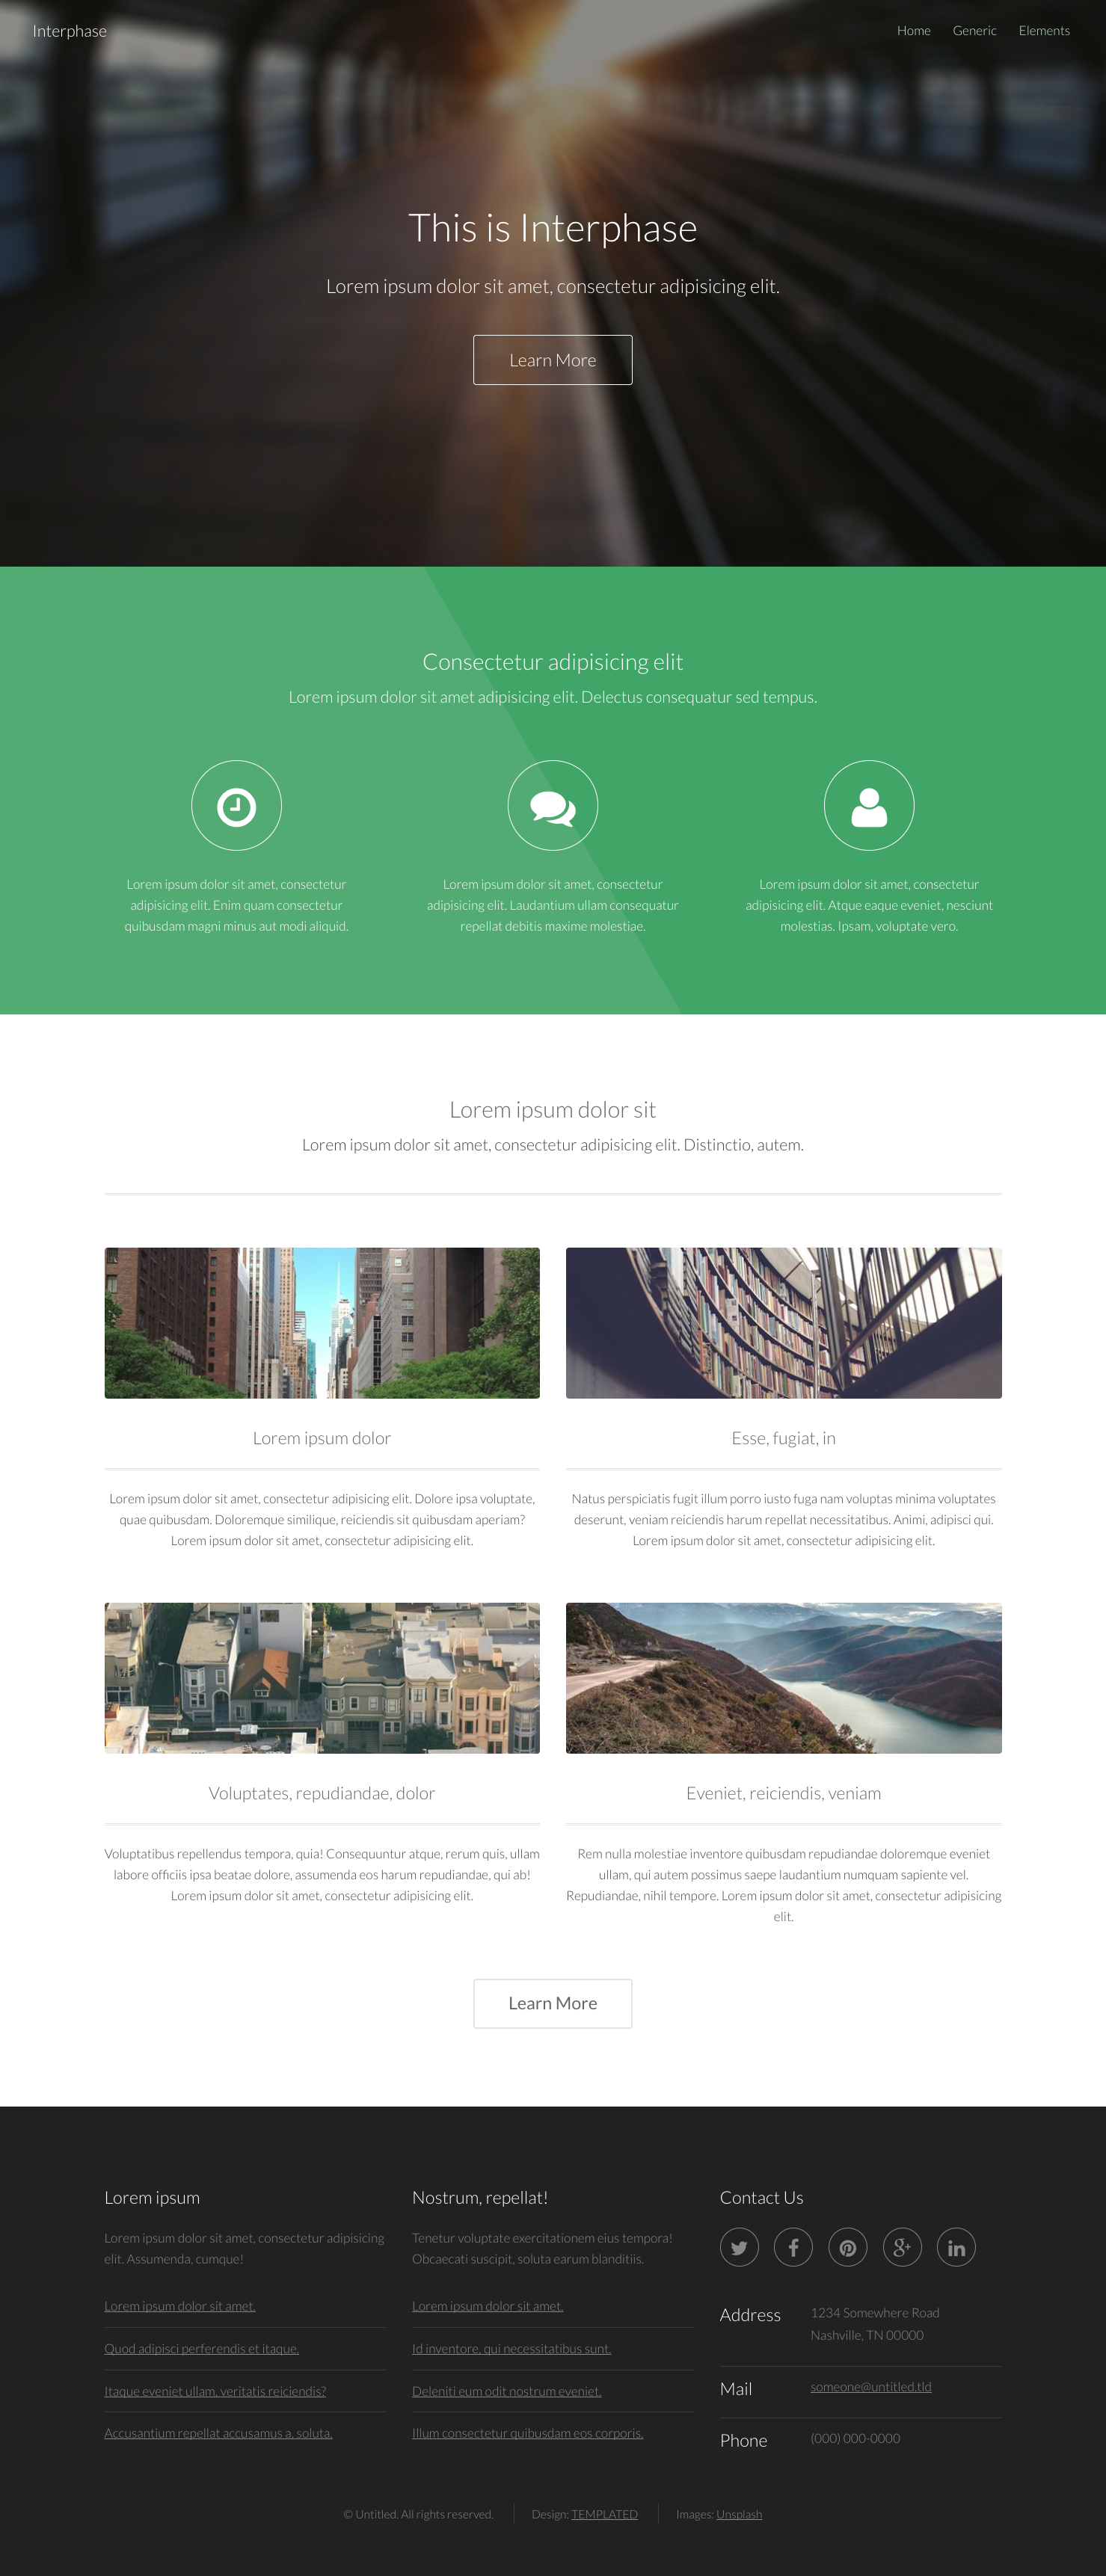 Interphase
Home Generic Elements
This is Interphase
Lorem ipsum dolor sit amet, consectetur adipisicing elit.
Learn More
Consectetur adipisicing elit
Lorem ipsum dolor sit amet adipisicing elit. Delectus consequatur sed tempus.
Lorem ipsum dolor sit amet, consectetur
adipisicing elit. Enim quam consectetur
quibusdam magni minus aut modi aliquid.
Lorem ipsum dolor sit amet, consectetur
adipisicing elit. Laudantium ullam consequatur
repellat debitis maxime molestiae.
Lorem ipsum dolor sit amet, consectetur
adipisicing elit. Atque eaque eveniet, nesciunt
molestias. Ipsam, voluptate vero.
Lorem ipsum dolor sit
Lorem ipsum dolor sit amet, consectetur adipisicing elit. Distinctio, autem.
Lorem ipsum dolor
Lorem ipsum dolor sit amet, consectetur adipisicing elit. Dolore ipsa voluptate,
quae quibusdam. Doloremque similique, reiciendis sit quibusdam aperiam?
Lorem ipsum dolor sit amet, consectetur adipisicing elit.
Esse, fugiat, in
Natus perspiciatis fugit illum porro iusto fuga nam voluptas minima voluptates
deserunt, veniam reiciendis harum repellat necessitatibus. Animi, adipisci qui.
Lorem ipsum dolor sit amet, consectetur adipisicing elit.
Voluptates, repudiandae, dolor
Voluptatibus repellendus tempora, quia! Consequuntur atque, rerum quis, ullam
labore officiis ipsa beatae dolore, assumenda eos harum repudiandae, qui ab!
Lorem ipsum dolor sit amet, consectetur adipisicing elit.
Eveniet, reiciendis, veniam
Rem nulla molestiae inventore quibusdam repudiandae doloremque eveniet
ullam, qui autem possimus saepe laudantium numquam sapiente vel.
Repudiandae, nihil tempore. Lorem ipsum dolor sit amet, consectetur adipisicing
elit.
Learn More
Lorem ipsum
Lorem ipsum dolor sit amet, consectetur adipisicing
elit. Assumenda, cumque!
Lorem ipsum dolor sit amet.
Quod adipisci perferendis et itaque.
Itaque eveniet ullam, veritatis reiciendis?
Accusantium repellat accusamus a, soluta.
Nostrum, repellat!
Tenetur voluptate exercitationem eius tempora!
Obcaecati suscipit, soluta earum blanditiis.
Lorem ipsum dolor sit amet.
Id inventore, qui necessitatibus sunt.
Deleniti eum odit nostrum eveniet.
Illum consectetur quibusdam eos corporis.
Contact Us
Address
1234 Somewhere Road
Nashville, TN 00000
Mail
someone@untitled.tld
Phone
(000) 000-0000
© Untitled. All rights reserved.
Design: TEMPLATED
Images: Unsplash